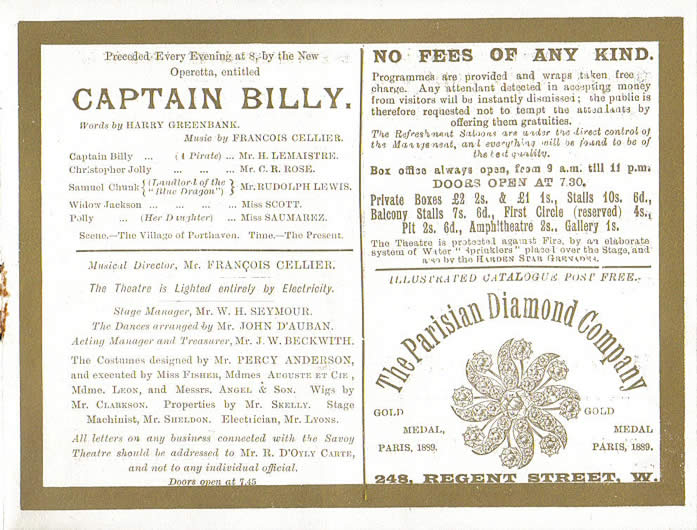 Preceded Every Evening at 8, by the New
Operetta, entitled
CAPTAIN BILLY.
Words by HARRY GREENBANK.
Music by FRANCOIS CELLIER.
Captain Billy ... (A Pirate) ... Mr. H. LEMAISTRE.
Christopher Jolly ... ... ... Mr. C. R. ROSE.
Samuel Chunk {(Landlord of the "Blue Dragon")} Mr. RUDOLPH LEWIS.
Widow Jackson ... ... ... ... Miss SCOTT.
Polly ... (Her Daughter) ... Miss SAUMAREZ.
Scene.—The Village of Porthaven. Time.—The Present.
Musical Director, Mr. FRANÇOIS CELLIER.
The Theatre is Lighted entirely by Electricity.
Stage Manager, Mr. W. H. SEYMOUR.
The Dances arranged by Mr. JOHN D'AUBAN.
Acting Manager and Treasurer, Mr. J. W. BECKWITH.
The Costumes designed by Mr. PERCY ANDERSON,
and executed by Miss FISHER, Mdmes AUGUSTE ET CIE,
Mdme. LEON, and Messrs. ANGEL & SON. Wigs by
Mr. CLARKSON. Properties by Mr. SKELLY. Stage
Machinist, Mr. SHELDON. Electrician, Mr. LYONS.
All letters on any business connected with the Savoy
Theatre should be addressed to Mr. R. D'OYLY CARTE,
and not to any individual official.
Doors open at 7.45
NO FEES OF ANY KIND.
Programmes are provided and wraps taken free
charge. Any attendant detected in accepting money
from visitors will be instantly dismissed; the public is
therefore requested not to tempt the attendants by
offering them gratuities.
The Refreshment Saloons are under the direct control of
the Management, and everything will be found to be of
the best quality.
Box office always open, from 9 a.m. till 11 p.m.
DOORS OPEN AT 7.30.
Private Boxes £2 2s. & £1 1s., Stalls 10s. 6d.,
Balcony Stalls 7s. 6d., First Circle (reserved) 4s.,
Pit 2s. 6d., Amphitheatre 2s., Gallery 1s.
The Theatre is protected against Fire, by an elaborate
system of Water "Sprinklers" placed over the Stage, and
also by the HARDEN STAR GRENADES.
ILLUSTRATED CATALOGUE POST FREE.
The Parisian Diamond Company
GOLD MEDAL, PARIS, 1889.
GOLD MEDAL PARIS, 1889.
248, REGENT STREET, W.